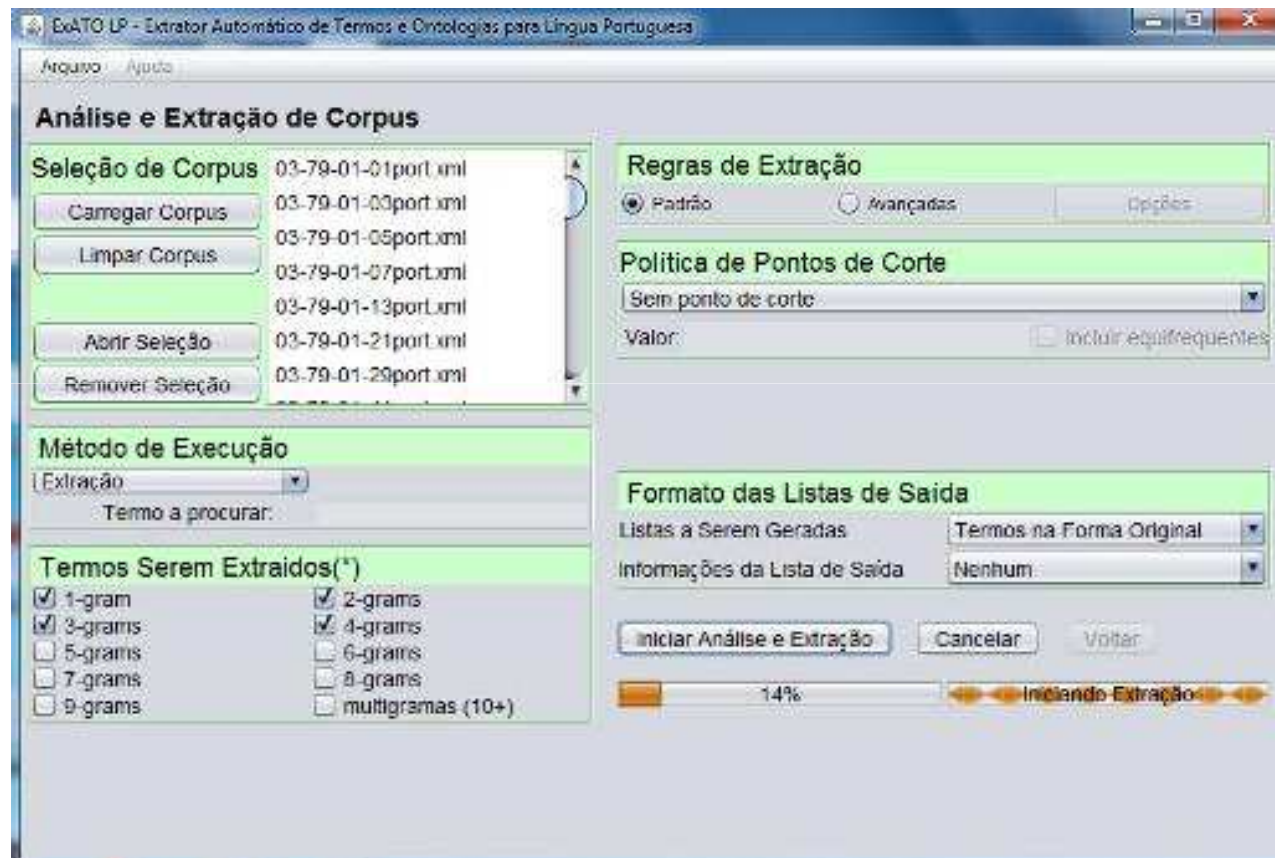 ExATO LP - Extrator Automático de Termos e Ontologias para Língua Portuguesa
Arquivo Ajuda
Análise e Extração de Corpus
Seleção de Corpus
Carregar Corpus
Limpar Corpus
Abrir Seleção
Remover Seleção
03-79-01-01port.xml
03-79-01-03port.xml
03-79-01-05port.xml
03-79-01-07port.xml
03-79-01-13port.xml
03-79-01-21port.xml
03-79-01-29port.xml
Método de Execução
Extração
Termo a procurar:
Termos Serem Extraidos(*)
1-gram 2-grams
3-grams 4-grams
5-grams 6-grams
7-grams 8-grams
9-grams multigramas (10+)
Regras de Extração
Padrão Avançadas Opções
Política de Pontos de Corte
Sem ponto de corte
Valor: Incluir equifrequentes
Formato das Listas de Saída
Listas a Serem Geradas Termos na Forma Original
Informações da Lista de Saída Nenhum
Iniciar Análise e Extração Cancelar Voltar
14% Iniciando Extração